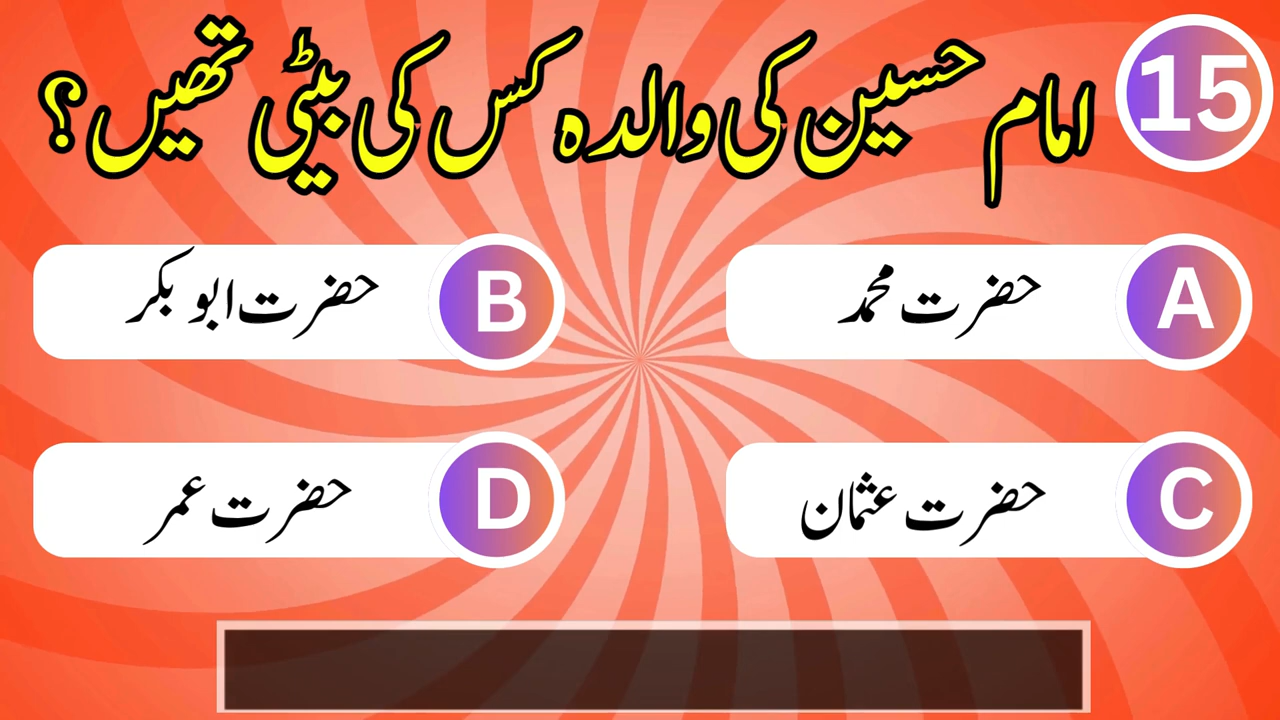 15
امام حسین کی والدہ کس کی بیٹی تھیں؟
A
حضرت محمد
B
حضرت ابو بکر
C
حضرت عثمان
D
حضرت عمر